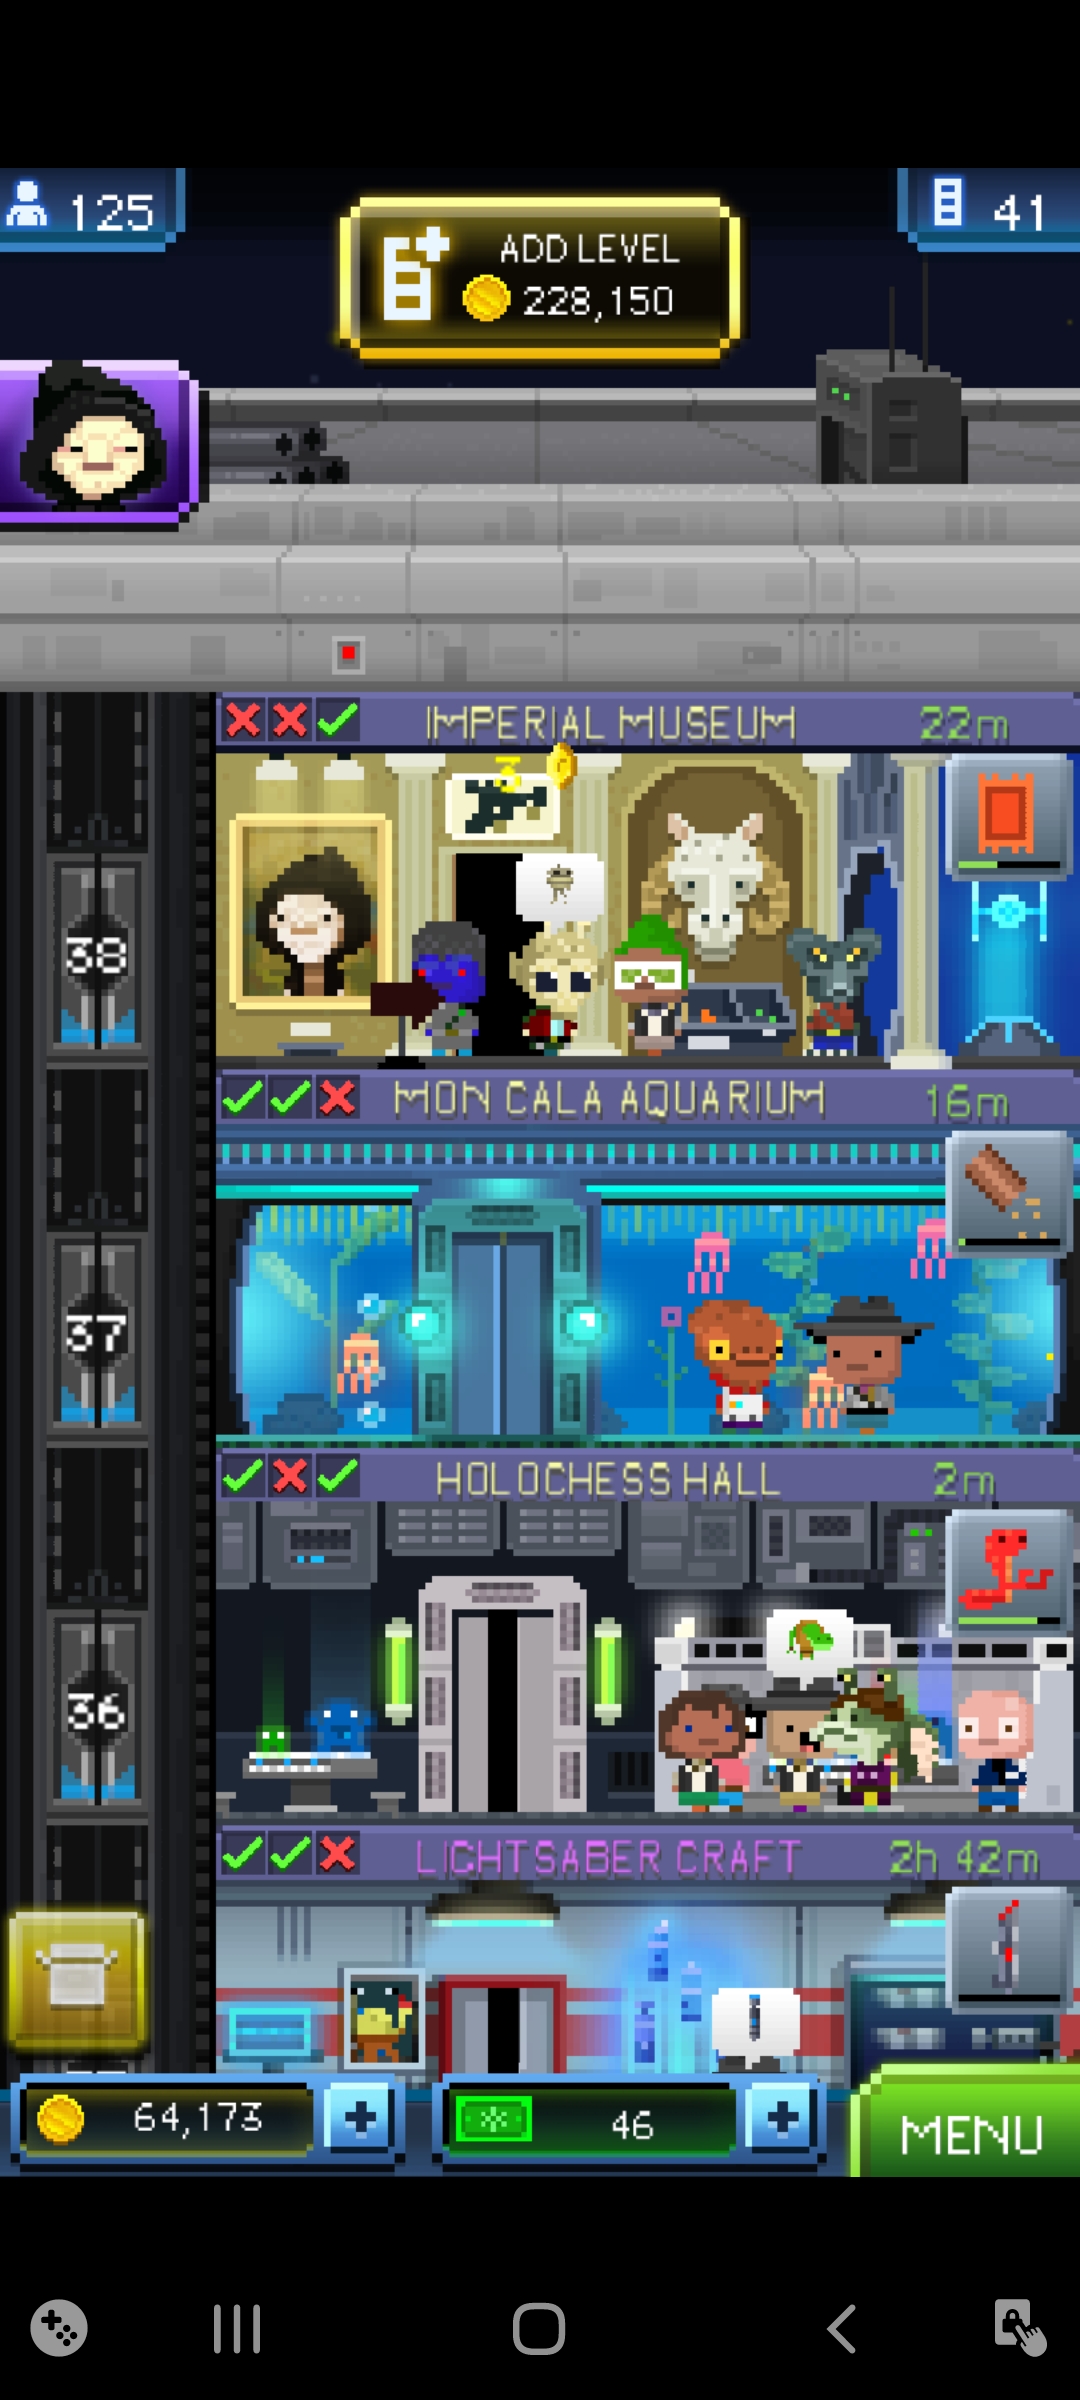 125
ADD LEVEL
228,150
41
IMPERIAL MUSEUM 22m
38
MON CALA AQUARIUM 16m
37
HOLOCHESS HALL 2m
36
LIGHTSABER CRAFT 2h 42m
64,173
46
MENU